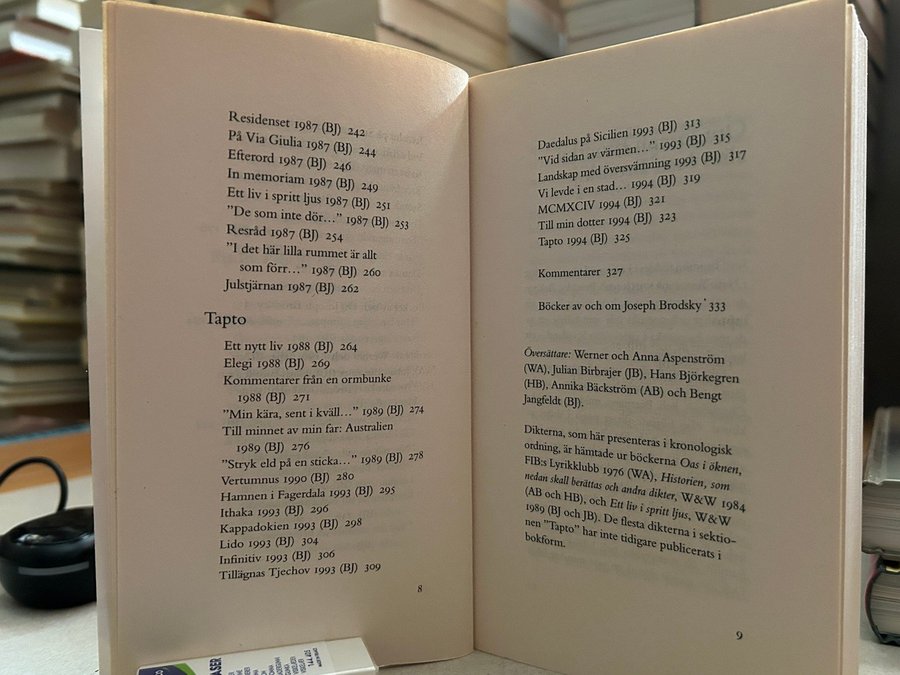 Residenset 1987 (BJ) 242
På Via Giulia 1987 (BJ) 244
Efterord 1987 (BJ) 246
In memoriam 1987 (BJ) 249
Ett liv i spritt ljus 1987 (BJ) 251
”De som inte dör…” 1987 (BJ) 253
Resråd 1987 (BJ) 254
”I det här lilla rummet är allt
som förr…” 1987 (BJ) 260
Julstjärnan 1987 (BJ) 262
Tapto
Ett nytt liv 1988 (BJ) 264
Elegi 1988 (BJ) 269
Kommentarer från en ormbunke
1988 (BJ) 271
”Min kära, sent i kväll…” 1989 (BJ) 274
Till minnet av min far: Australien
1989 (BJ) 276
”Stryk eld på en sticka…” 1989 (BJ) 278
Vertumnus 1990 (BJ) 280
Hamnen i Fagerdala 1993 (BJ) 295
Ithaka 1993 (BJ) 296
Kappadokien 1993 (BJ) 298
Lido 1993 (BJ) 304
Infinitiv 1993 (BJ) 306
Tillägnas Tjechov 1993 (BJ) 309
8
Daedalus på Sicilien 1993 (BJ) 313
”Vid sidan av värmen…” 1993 (BJ) 315
Landskap med översvämning 1993 (BJ) 317
Vi levde i en stad… 1994 (BJ) 319
MCMXCIV 1994 (BJ) 321
Till min dotter 1994 (BJ) 323
Tapto 1994 (BJ) 325
Kommentarer 327
Böcker av och om Joseph Brodsky 333
Översättare: Werner och Anna Aspenström
(WA), Julian Birbrajer (JB), Hans Björkegren
(HB), Annika Bäckström (AB) och Bengt
Jangfeldt (BJ).
Dikterna, som här presenteras i kronologisk
ordning, är hämtade ur böckerna Oas i öknen,
FIB:s Lyrikklubb 1976 (WA), Historien, som
nedan skall berättas och andra dikter, W&W 1984
(AB och HB), och Ett liv i spritt ljus, W&W
1989 (BJ och JB). De flesta dikterna i sektio-
nen ”Tapto” har inte tidigare publicerats i
bokform.
9